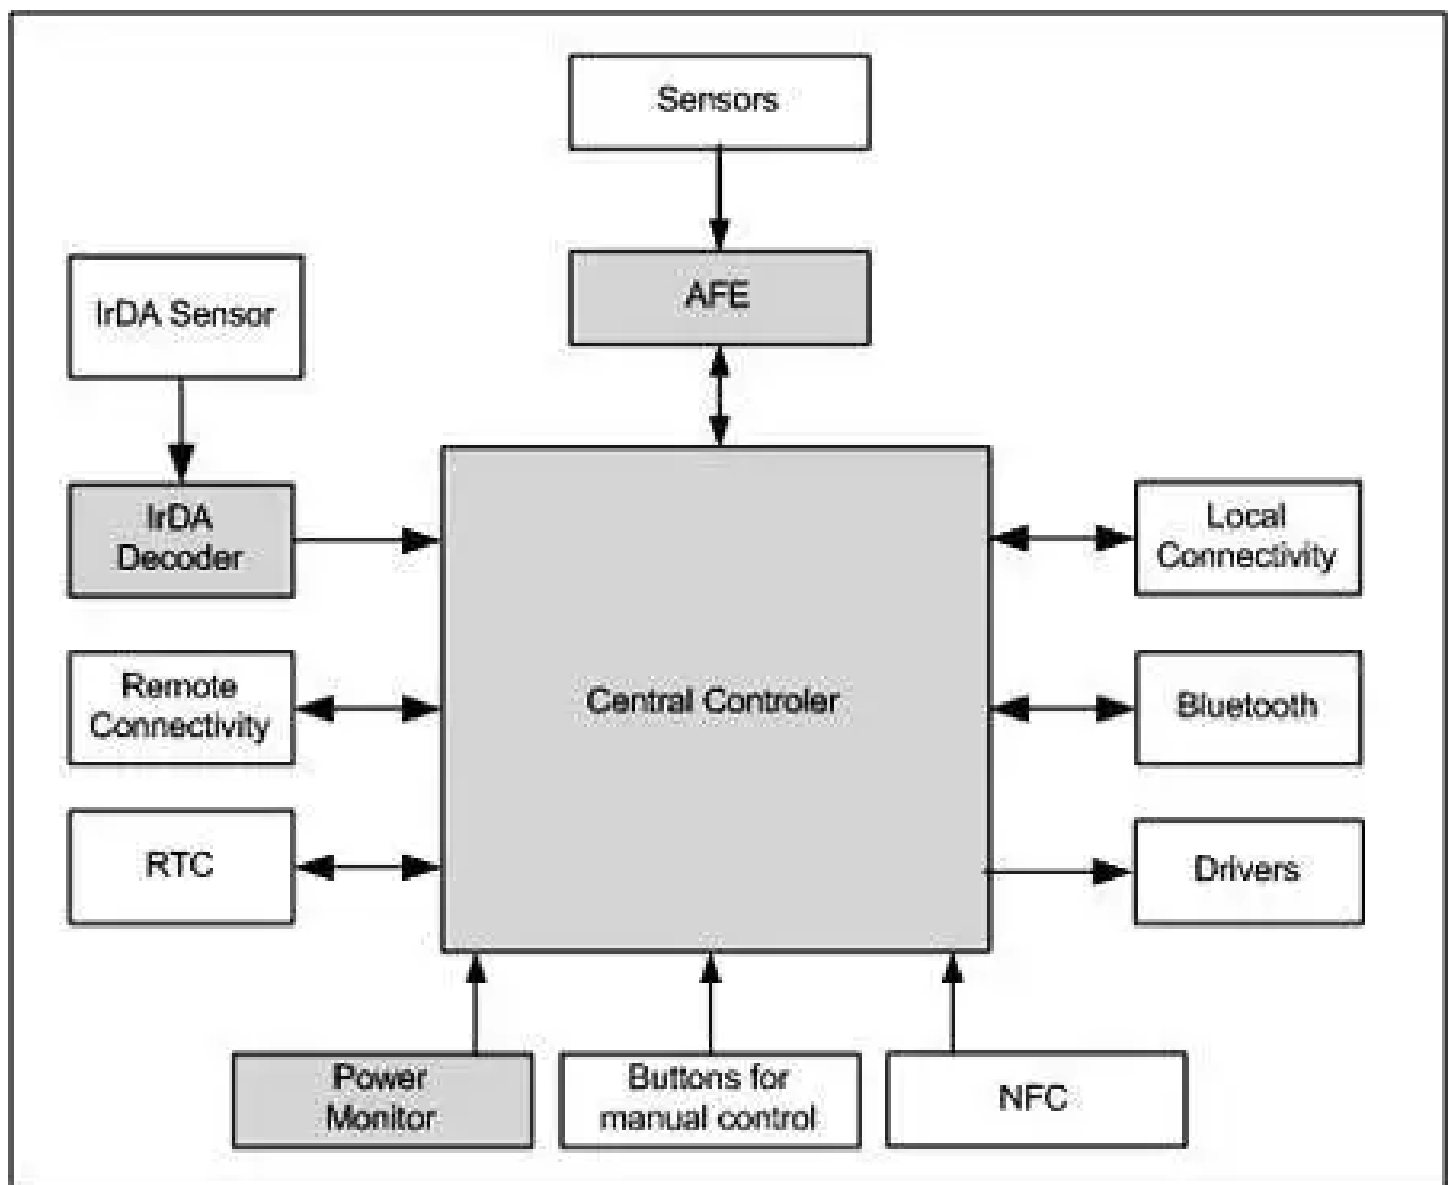 Sensors
AFE
IrDA Sensor
IrDA
Decoder
Local
Connectivity
Remote
Connectivity
Central Controler
Bluetooth
RTC
Drivers
Power
Monitor
Buttons for
manual control
NFC